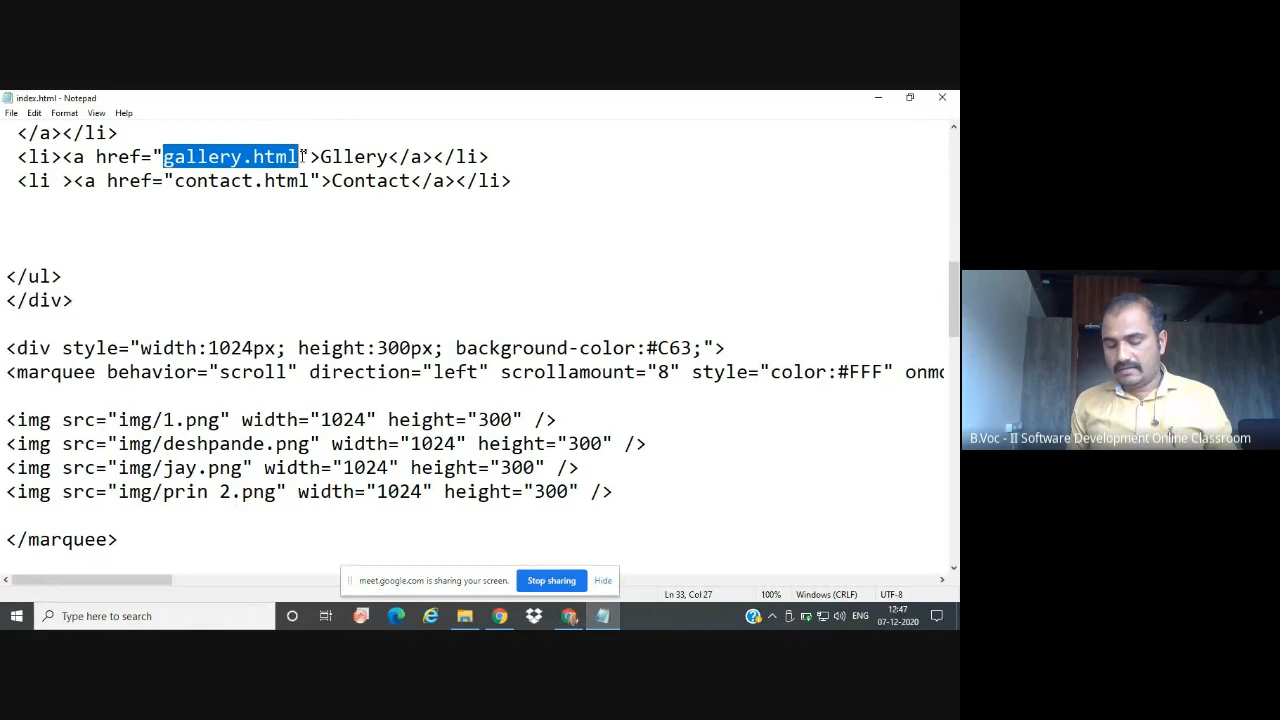 index.html - Notepad
File Edit Format View Help
</a></li>
<li><a href="gallery.html">Gllery</a></li>
<li ><a href="contact.html">Contact</a></li>
</ul>
</div>
<div style="width:1024px; height:300px; background-color:#C63;">
<marquee behavior="scroll" direction="left" scrollamount="8" style="color:#FFF" onmo
<img src="img/1.png" width="1024" height="300" />
<img src="img/deshpande.png" width="1024" height="300" />
<img src="img/jay.png" width="1024" height="300" />
<img src="img/prin 2.png" width="1024" height="300" />
</marquee>
B.Voc - II Software Development Online Classroom
meet.google.com is sharing your screen. Stop sharing Hide
Ln 33, Col 27 100% Windows (CRLF) UTF-8
Type here to search
ENG
12:47
07-12-2020